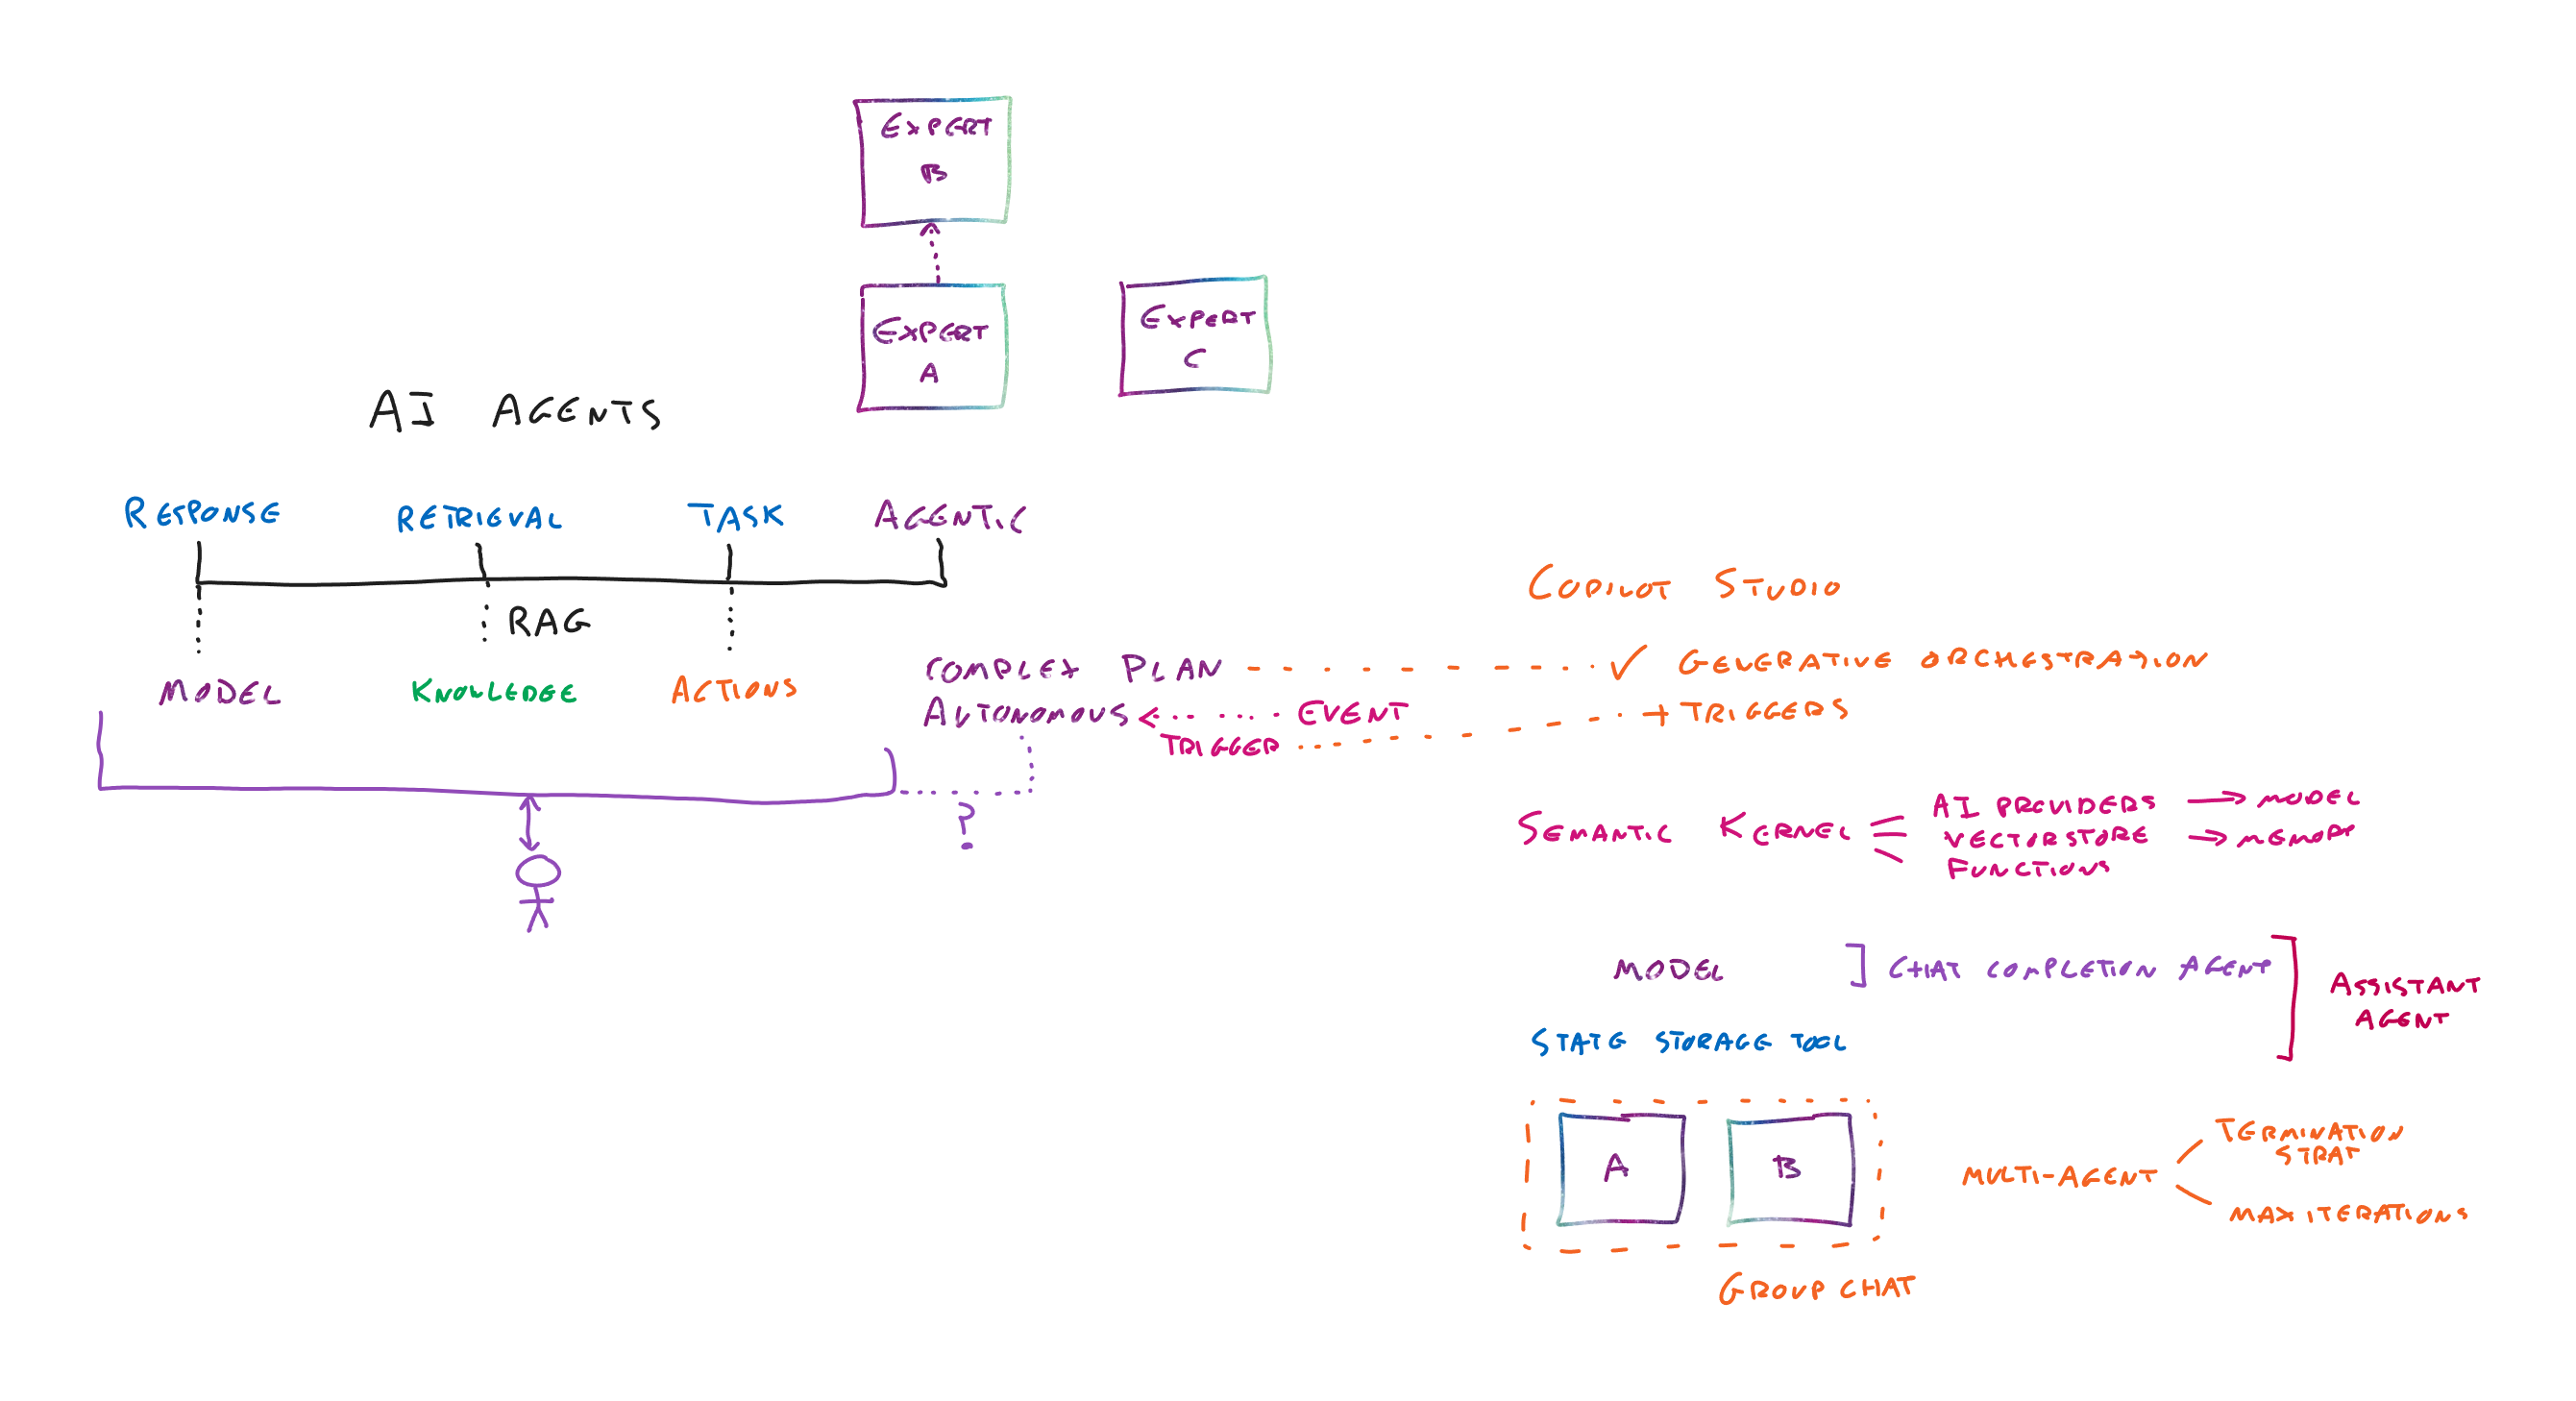 EXPERT
B
EXPERT
A
EXPERT
C
AI AGENTS
RESPONSE
RETRIEVAL
TASK
AGENTIC
RAG
MODEL
KNOWLEDGE
ACTIONS
COMPLEX PLAN
AUTONOMOUS
EVENT
TRIGGER
?
COPILOT STUDIO
✓ GENERATIVE ORCHESTRATION
+ TRIGGERS
SEMANTIC KERNEL
AI PROVIDERS → MODEL
VECTORSTORE → MEMORY
FUNCTIONS
MODEL
CHAT COMPLETION AGENT
ASSISTANT
AGENT
STATE STORAGE TOOL
A
B
GROUP CHAT
MULTI-AGENT
TERMINATION
STRAT
MAX ITERATIONS